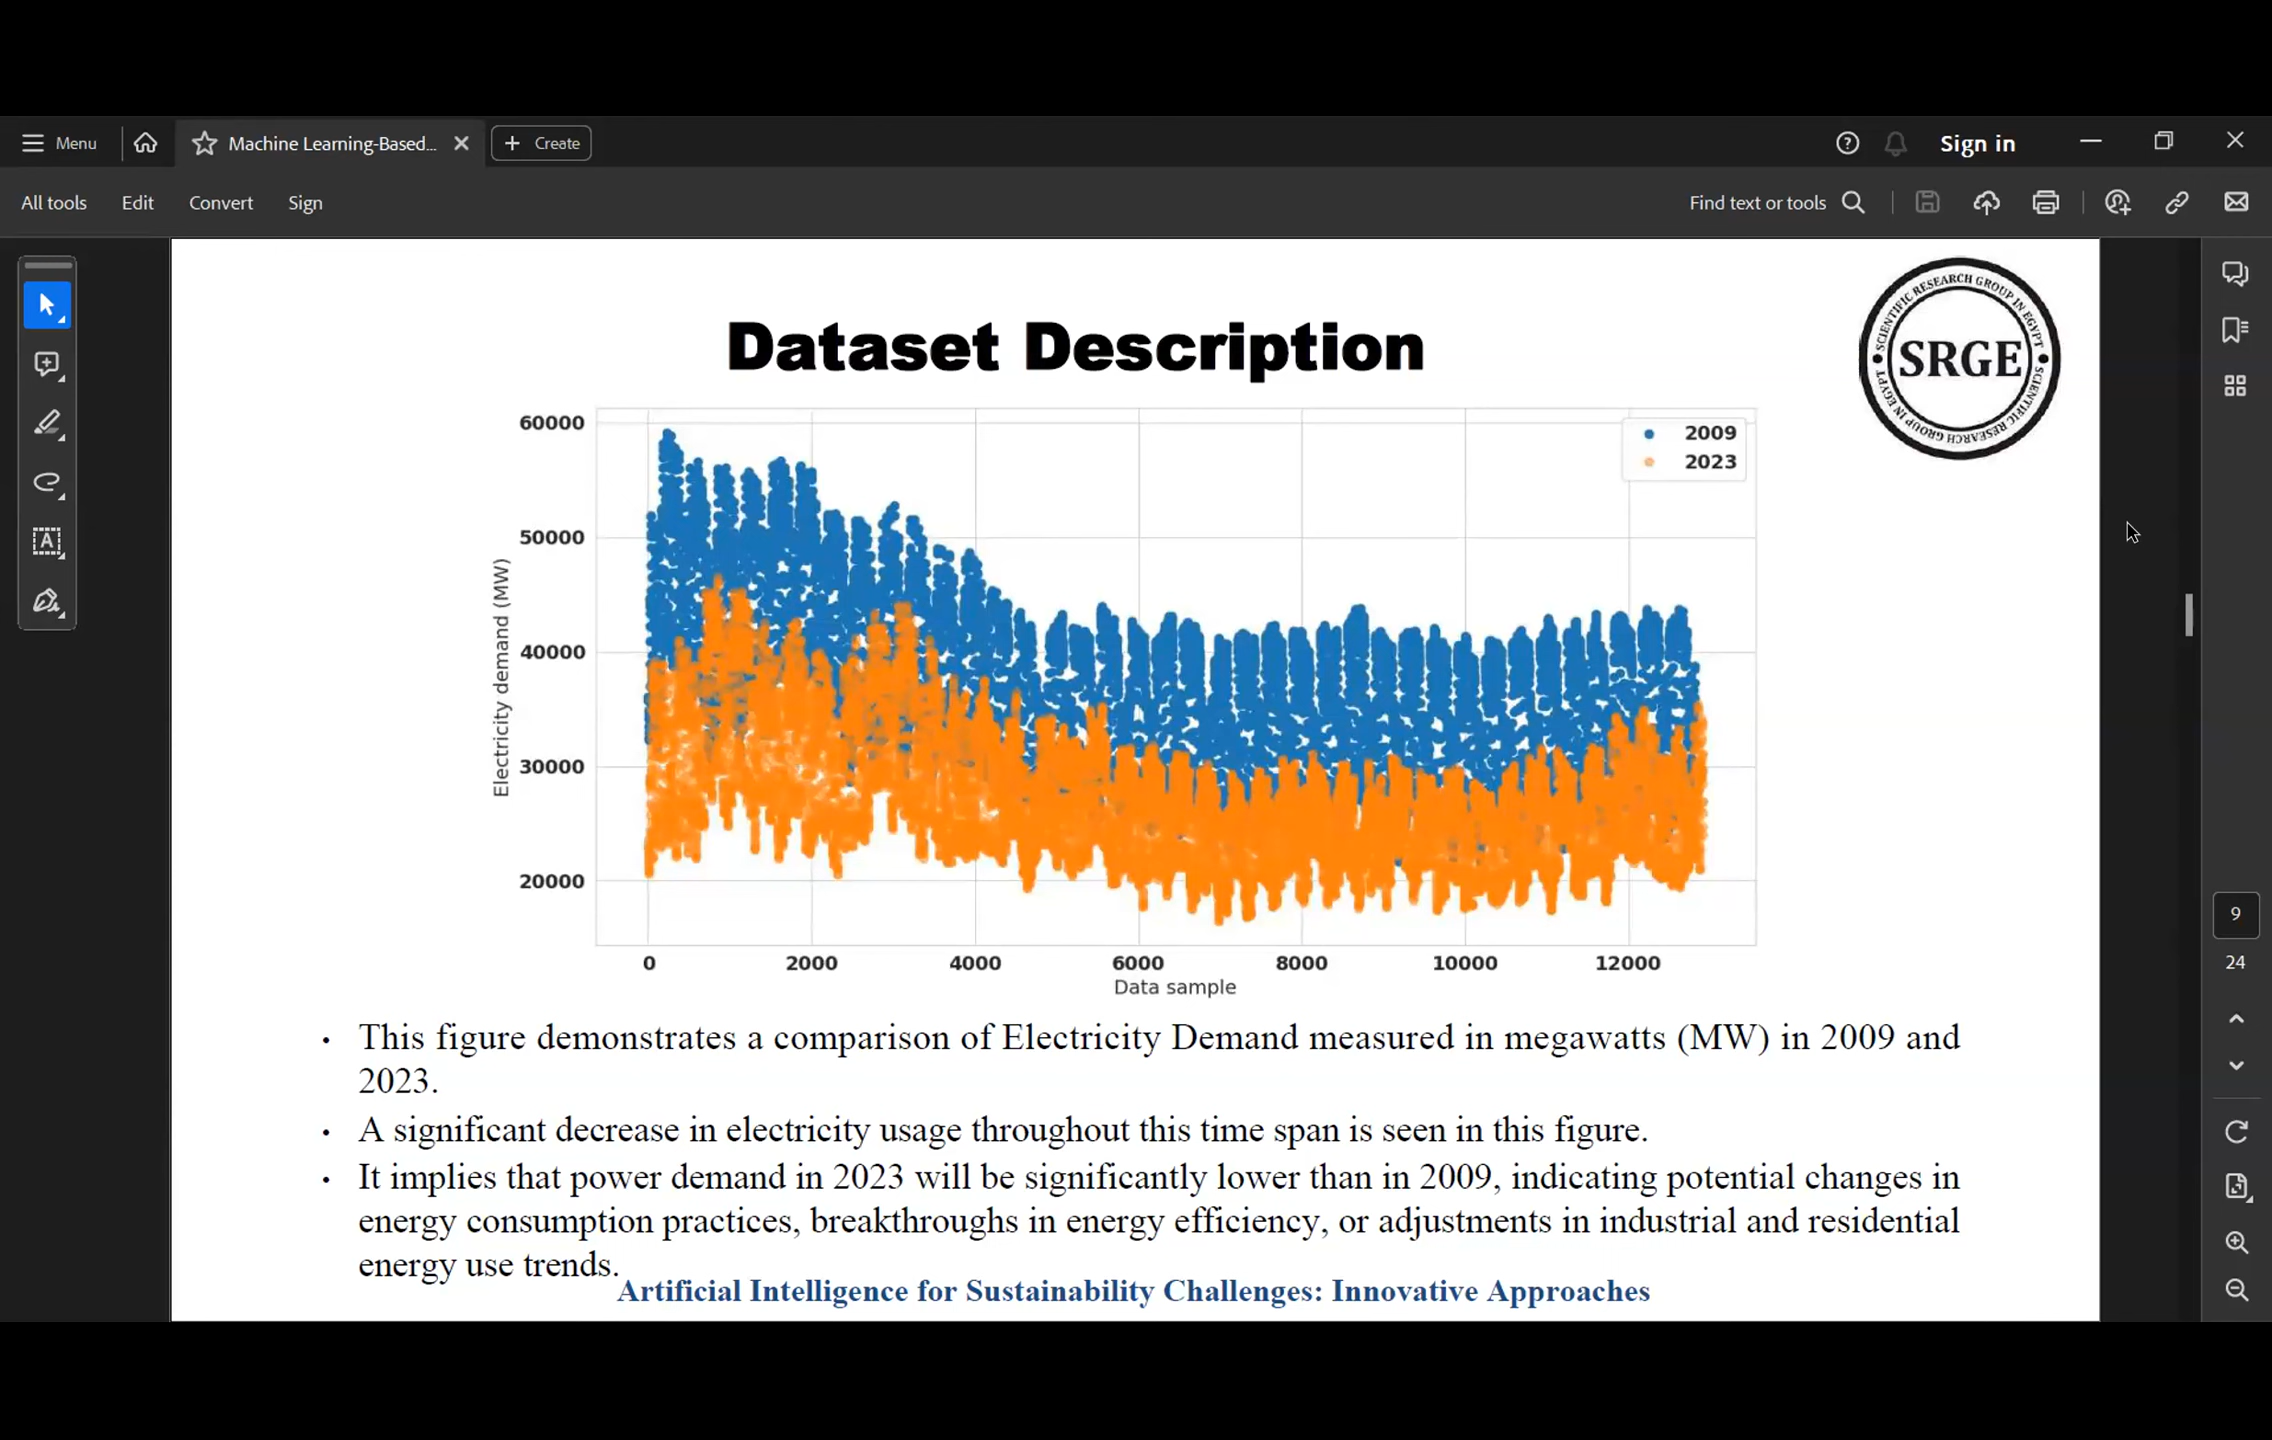 Menu
Machine Learning-Based...
Create
Sign in
All tools
Edit
Convert
Sign
Find text or tools
Dataset Description
SCIENTIFIC RESEARCH GROUP IN EGYPT
SCIENTIFIC RESEARCH GROUP IN EGYPT
SRGE
60000
50000
40000
30000
20000
Electricity demand (MW)
2009
2023
0 2000 4000 6000 8000 10000 12000
Data sample
• This figure demonstrates a comparison of Electricity Demand measured in megawatts (MW) in 2009 and
2023.
• A significant decrease in electricity usage throughout this time span is seen in this figure.
• It implies that power demand in 2023 will be significantly lower than in 2009, indicating potential changes in
energy consumption practices, breakthroughs in energy efficiency, or adjustments in industrial and residential
energy use trends.
Artificial Intelligence for Sustainability Challenges: Innovative Approaches
9
24